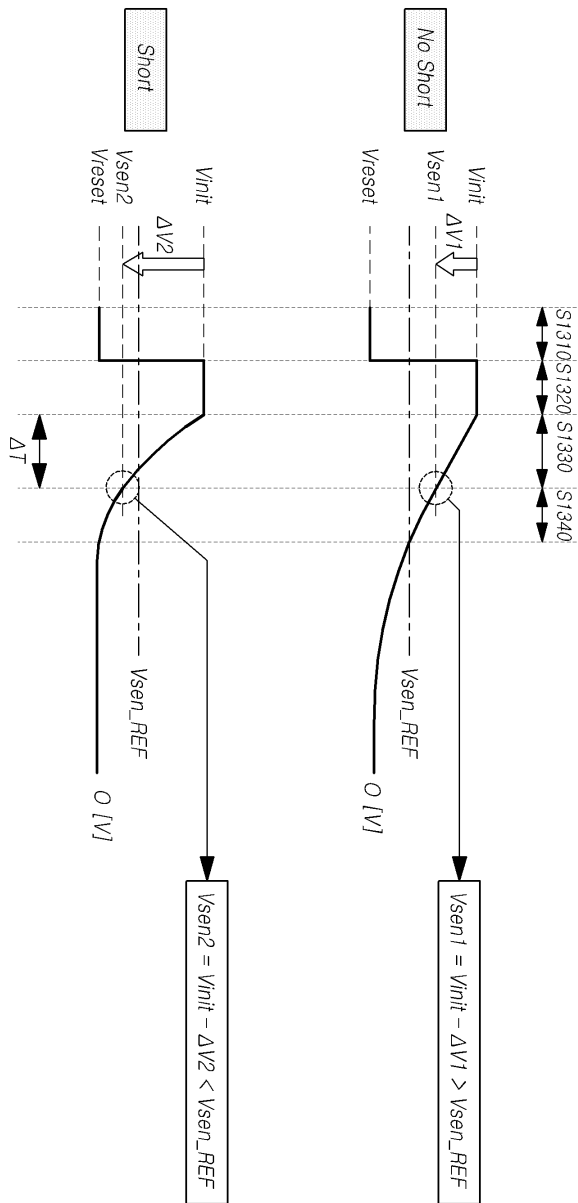 S1310
S1320
S1330
S1340
No Short
Vinit
Vsen1
Vreset
ΔV1
Vsen_REF
0 [V]
Vsen1 = Vinit - ΔV1 > Vsen_REF
Short
Vinit
Vsen2
Vreset
ΔV2
Vsen_REF
0 [V]
ΔT
Vsen2 = Vinit - ΔV2 < Vsen_REF